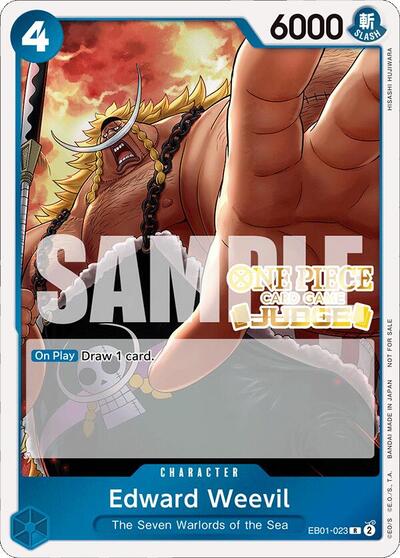 4
6000
斬
SLASH
HISASHI HUJIWARA
SAMPLE
ONE PIECE
CARD GAME
JUDGE
On Play Draw 1 card.
CHARACTER
Edward Weevil
The Seven Warlords of the Sea
EB01-023 R 2
©E.O./S., ©E.O./S., T.A. BANDAI MADE IN JAPAN NOT FOR SALE